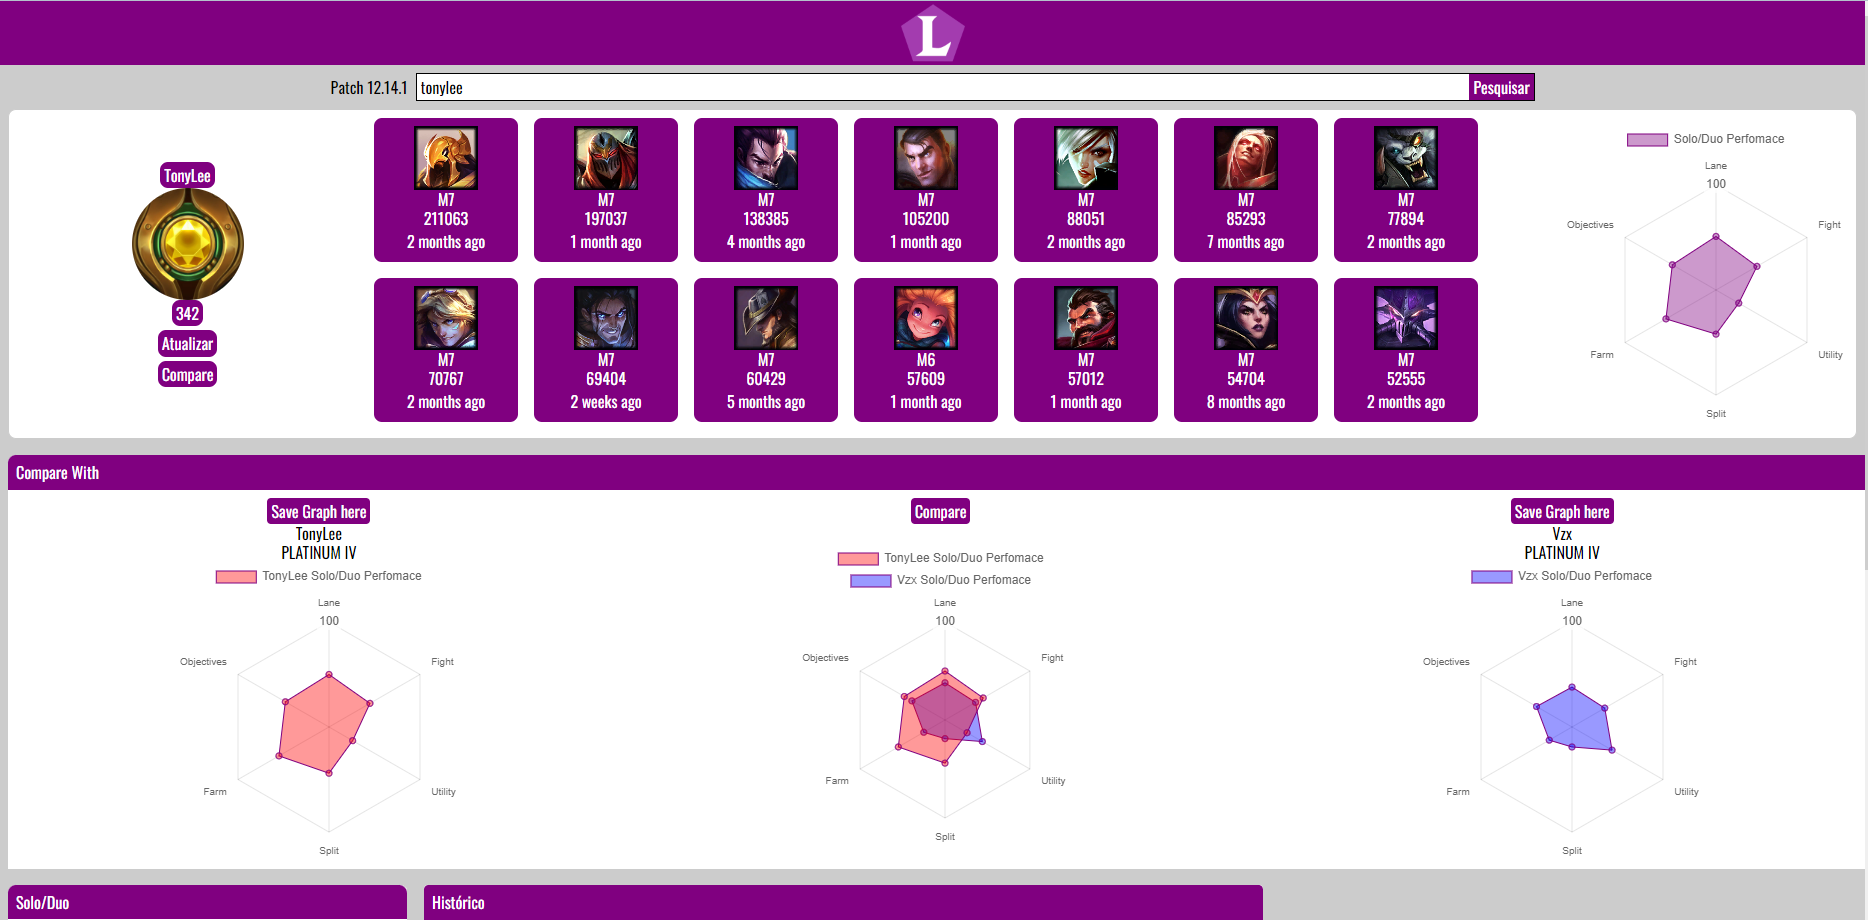 L
Patch 12.14.1 tonylee Pesquisar
TonyLee
342
Atualizar
Compare
M7
211063
2 months ago
M7
197037
1 month ago
M7
138385
4 months ago
M7
105200
1 month ago
M7
88051
2 months ago
M7
85293
7 months ago
M7
77894
2 months ago
M7
70767
2 months ago
M7
69404
2 weeks ago
M7
60429
5 months ago
M6
57609
1 month ago
M7
57012
1 month ago
M7
54704
8 months ago
M7
52555
2 months ago
Solo/Duo Perfomace
Lane
100
Objectives
Fight
Farm
Utility
Split
Compare With
Save Graph here
TonyLee
PLATINUM IV
TonyLee Solo/Duo Perfomace
Lane
100
Objectives
Fight
Farm
Utility
Split
Compare
TonyLee Solo/Duo Perfomace
Vzx Solo/Duo Perfomace
Lane
100
Objectives
Fight
Farm
Utility
Split
Save Graph here
Vzx
PLATINUM IV
Vzx Solo/Duo Perfomace
Lane
100
Objectives
Fight
Farm
Utility
Split
Solo/Duo
Histórico